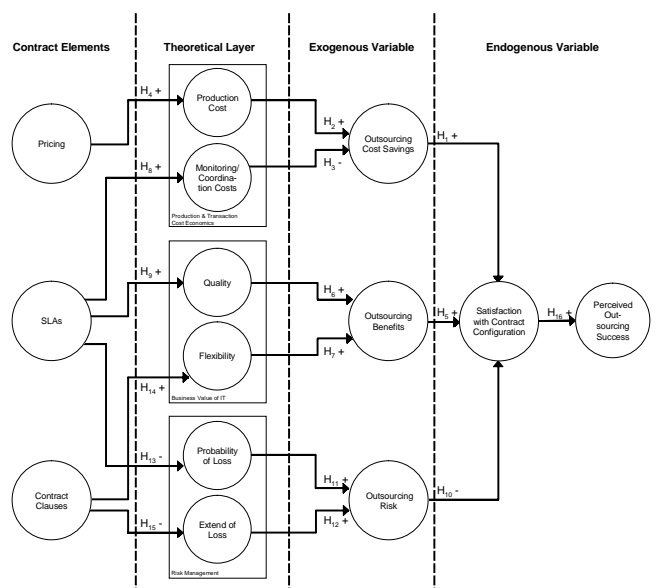 Contract Elements
Theoretical Layer
Exogenous Variable
Endogenous Variable
H4 +
Production
Cost
H2 +
Pricing
Outsourcing
Cost Savings
H1 +
H8 +
Monitoring/
Coordina-
tion Costs
H3 -
Production & Transaction
Cost Economics
H9 +
Quality
H6 +
SLAs
Outsourcing
Benefits
H5 +
Satisfaction
with Contract
Configuration
H16 +
Perceived
Out-
sourcing
Success
Flexibility
H7 +
H14 +
Business Value of IT
H13 -
Probability
of Loss
H11 +
Contract
Clauses
Outsourcing
Risk
H10 -
H15 -
Extend of
Loss
H12 +
Risk Management